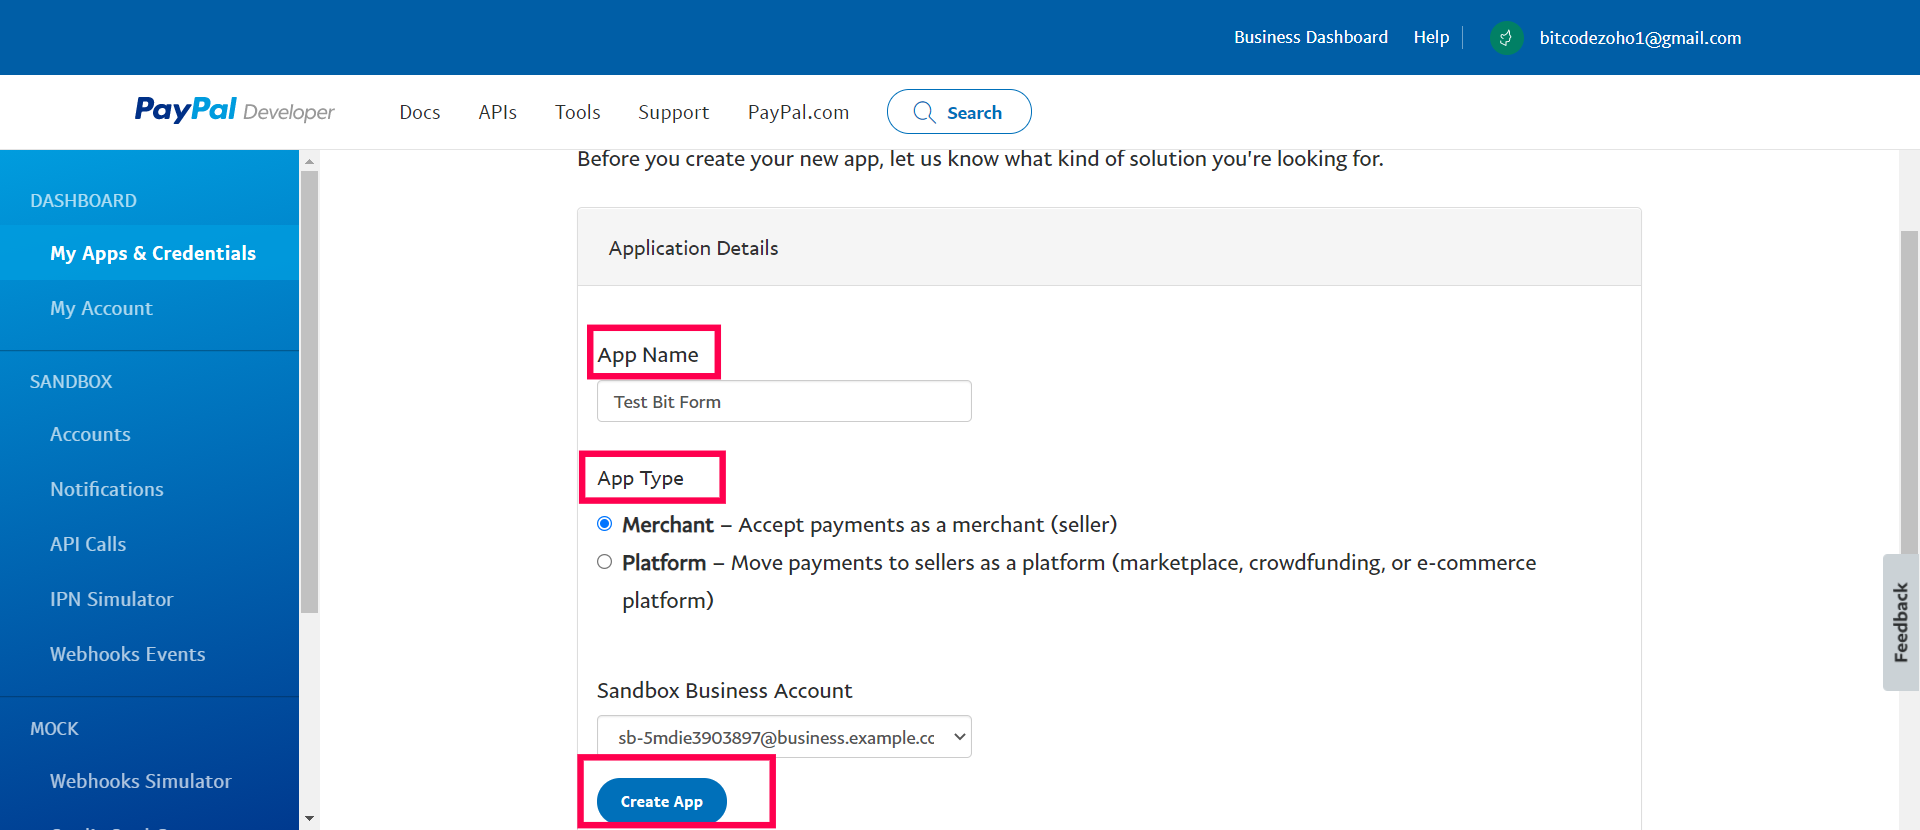 Business Dashboard Help bitcodezoho1@gmail.com
PayPal Developer Docs APIs Tools Support PayPal.com Search
Before you create your new app, let us know what kind of solution you're looking for.
DASHBOARD
My Apps & Credentials
My Account
SANDBOX
Accounts
Notifications
API Calls
IPN Simulator
Webhooks Events
MOCK
Webhooks Simulator
Application Details
App Name
Test Bit Form
App Type
Merchant – Accept payments as a merchant (seller)
Platform – Move payments to sellers as a platform (marketplace, crowdfunding, or e-commerce
platform)
Sandbox Business Account
sb-5mdie3903897@business.example.cc
Create App
Feedback